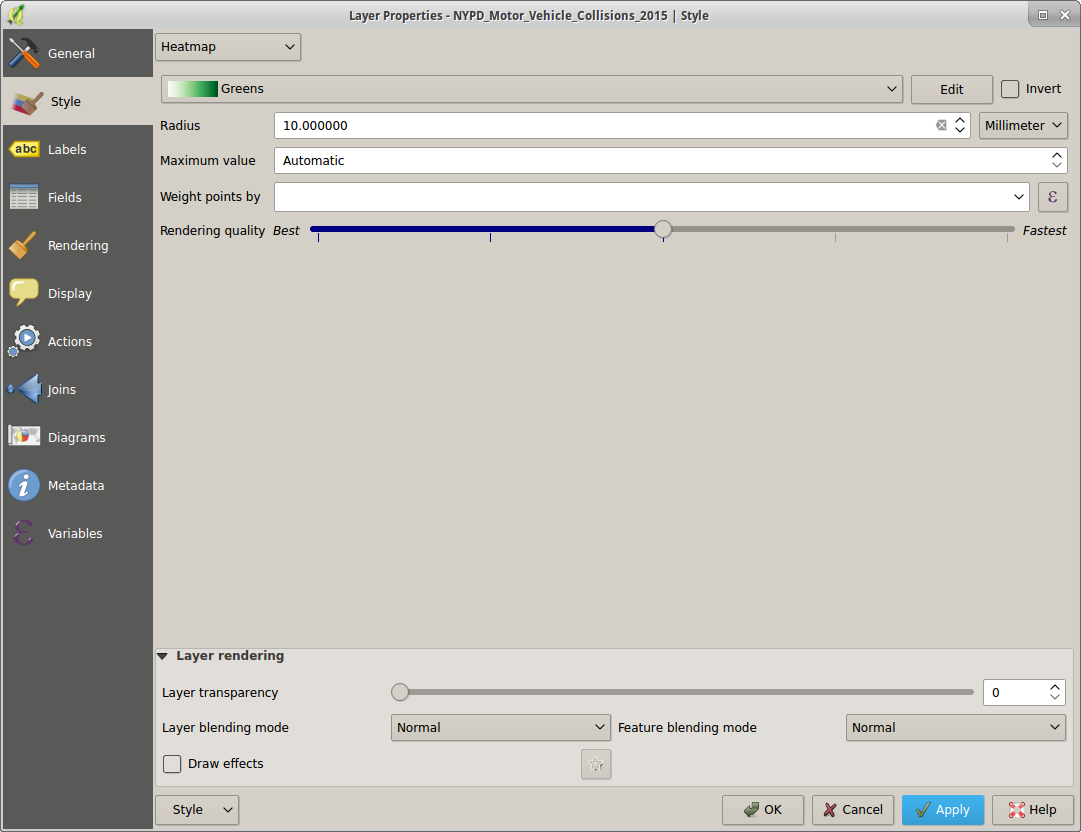 Layer Properties - NYPD_Motor_Vehicle_Collisions_2015 | Style
General
Style
abc Labels
Fields
Rendering
Display
Actions
Joins
Diagrams
i Metadata
ε Variables
Heatmap
Greens Edit Invert
Radius 10.000000 Millimeter
Maximum value Automatic
Weight points by ε
Rendering quality Best Fastest
Layer rendering
Layer transparency 0
Layer blending mode Normal Feature blending mode Normal
Draw effects
Style OK Cancel Apply Help